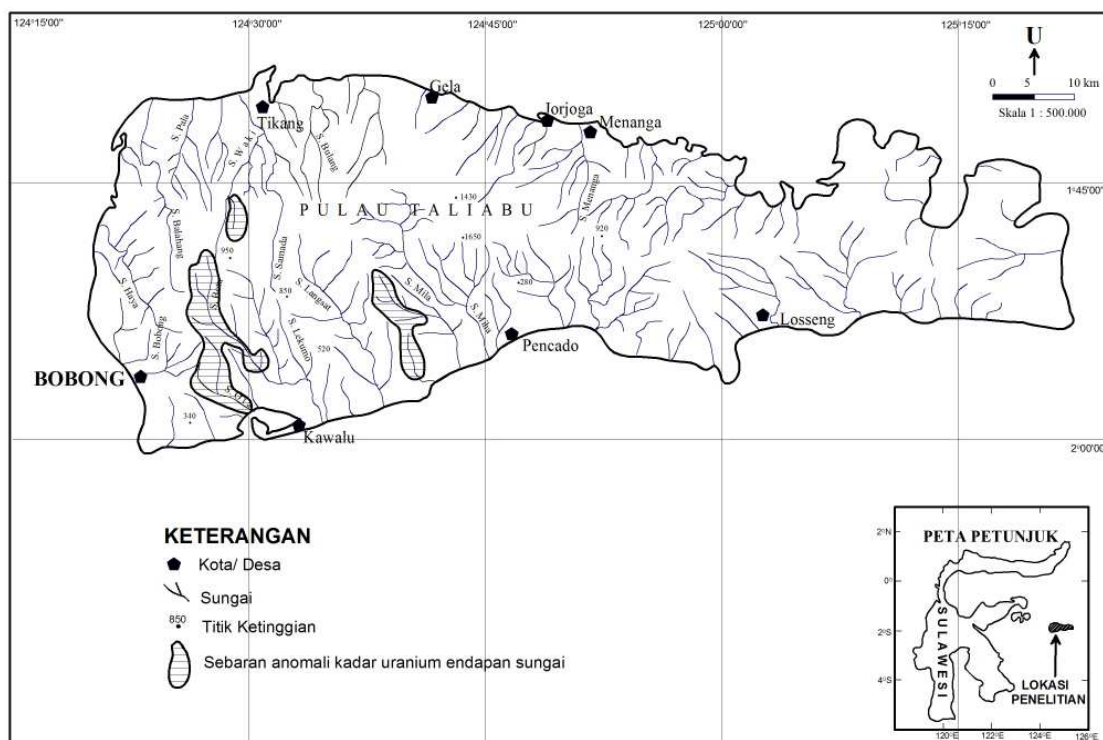 124°15'00"
124°30'00"
124°45'00"
125°00'00"
125°15'00"
U
0 5 10 km
Skala 1 : 500.000
Gela
Jorjoga
Menanga
Tikang
S. Pala
S. Waki
S. Bulang
1°45'00"
PULAU TALIABU
1430
S. Menanga
920
1650
950
S. Balahang
S. Samada
S. Haya
850
S. Langsat
S. Mila
280
S. Miha
S. Bobong
S. Lekumo
520
Losseng
Pencado
BOBONG
340
Kawalu
2°00'00"
KETERANGAN
Kota/ Desa
Sungai
850
Titik Ketinggian
Sebaran anomali kadar uranium endapan sungai
PETA PETUNJUK
2°N
0°
2°S
4°S
SULAWESI
LOKASI
PENELITIAN
120°E
122°E
124°E
126°E